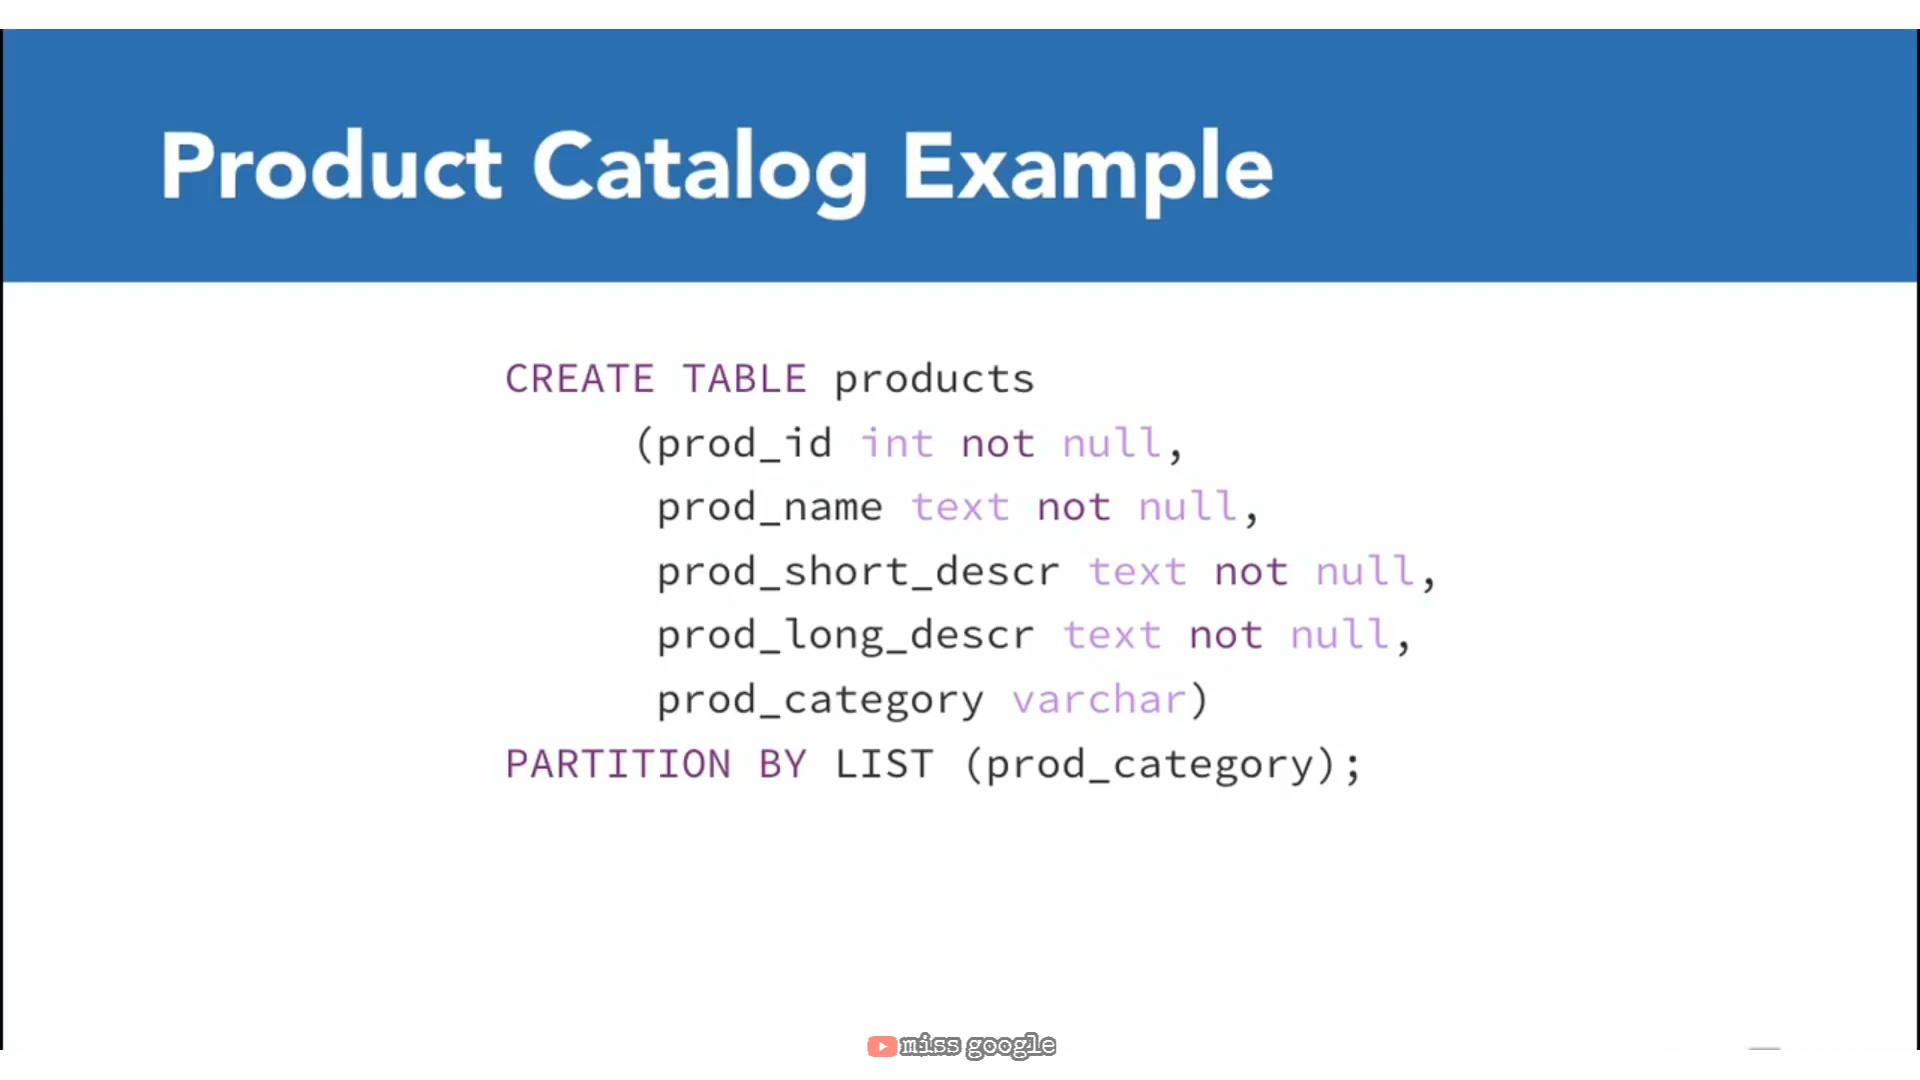 Product Catalog Example
CREATE TABLE products
(prod_id int not null,
prod_name text not null,
prod_short_descr text not null,
prod_long_descr text not null,
prod_category varchar)
PARTITION BY LIST (prod_category);
miss google